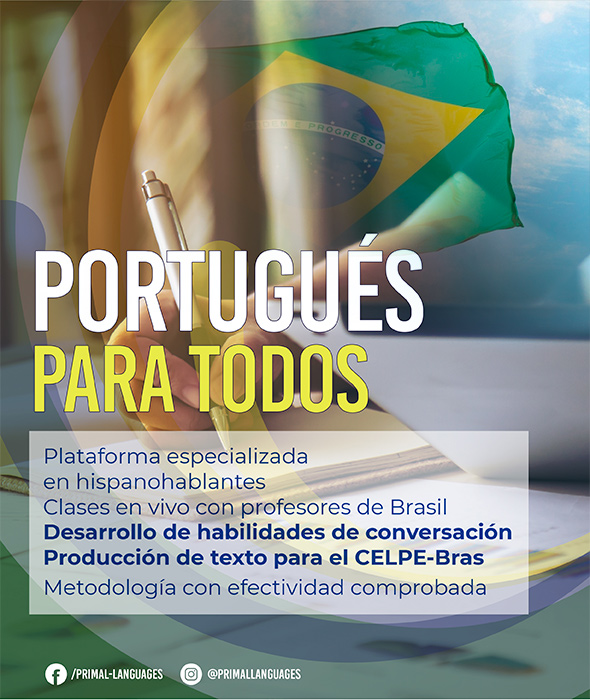 ORDEM E PROGRESSO
PORTUGUÉS
PARA TODOS
Plataforma especializada
en hispanohablantes
Clases en vivo con profesores de Brasil
Desarrollo de habilidades de conversación
Producción de texto para el CELPE-Bras
Metodología con efectividad comprobada
/PRIMAL-LANGUAGES @PRIMALLANGUAGES